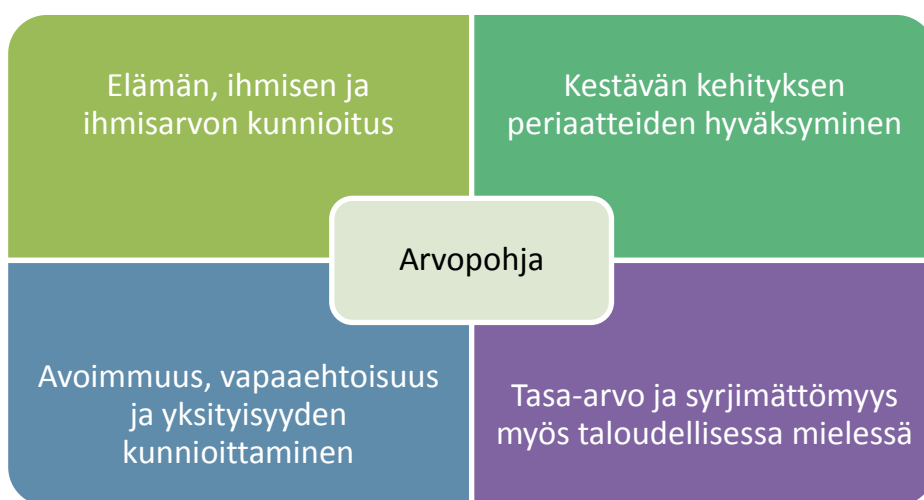 Elämän, ihmisen ja
ihmisarvon kunnioitus
Kestävän kehityksen
periaatteiden hyväksyminen
Arvopohja
Avoimmuus, vapaaehtoisuus
ja yksityisyyden
kunnioittaminen
Tasa-arvo ja syrjimättömyys
myös taloudellisessa mielessä